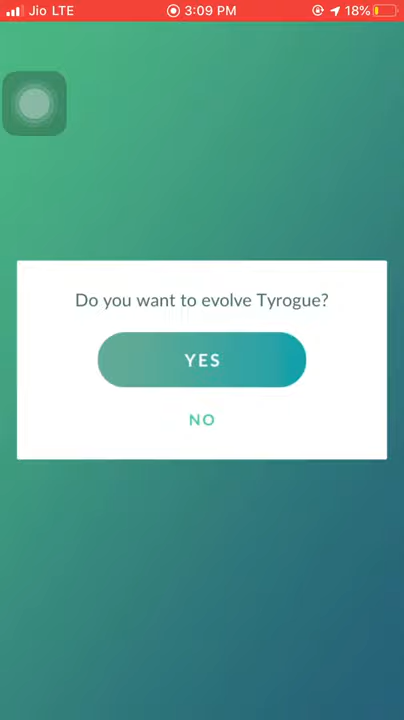 Jio LTE 3:09 PM 18%
Do you want to evolve Tyrogue?
YES
NO